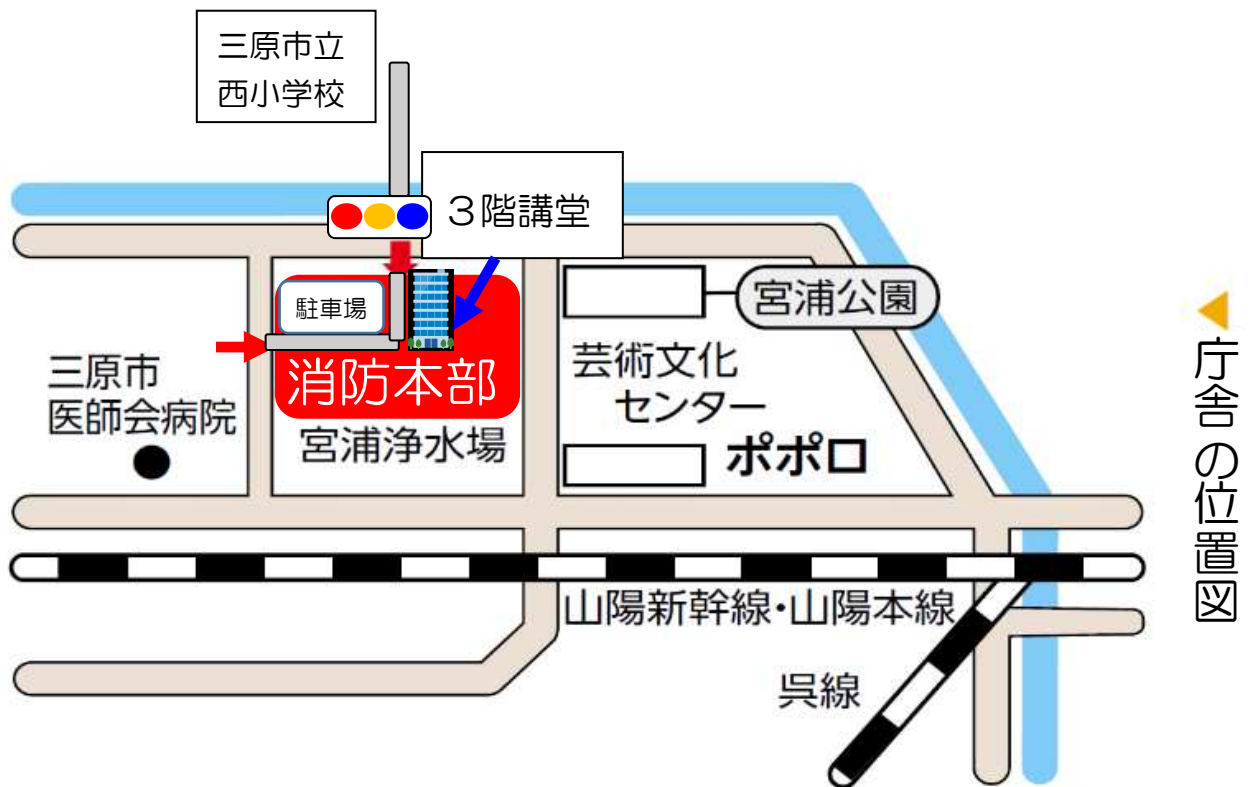 三原市立
西小学校
３階講堂
駐車場
宮浦公園
消防本部
三原市
医師会病院
宮浦浄水場
芸術文化
センター
ポポロ
山陽新幹線・山陽本線
呉線
◀庁舎の位置図